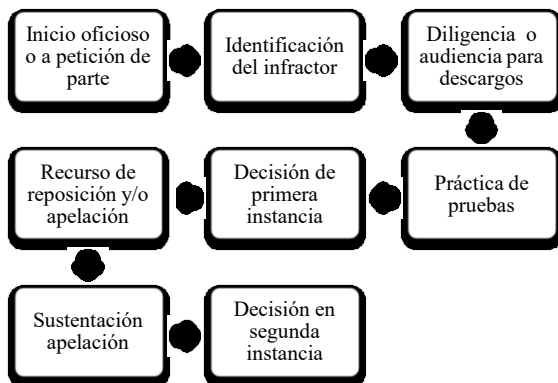 Inicio oficioso
o a petición de
parte
Identificación
del infractor
Diligencia o
audiencia para
descargos
Práctica de
pruebas
Decisión de
primera
instancia
Recurso de
reposición y/o
apelación
Sustentación
apelación
Decisión en
segunda
instancia